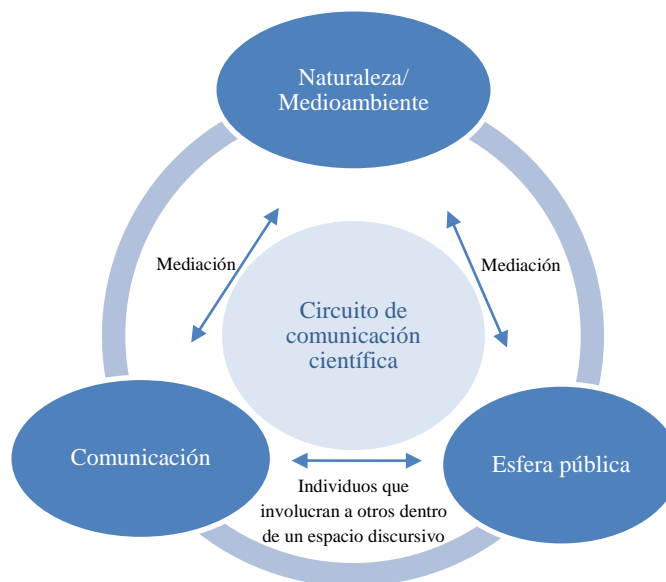 Naturaleza/
Medioambiente
Mediación
Mediación
Circuito de
comunicación
científica
Comunicación
Esfera pública
Individuos que
involucran a otros dentro
de un espacio discursivo